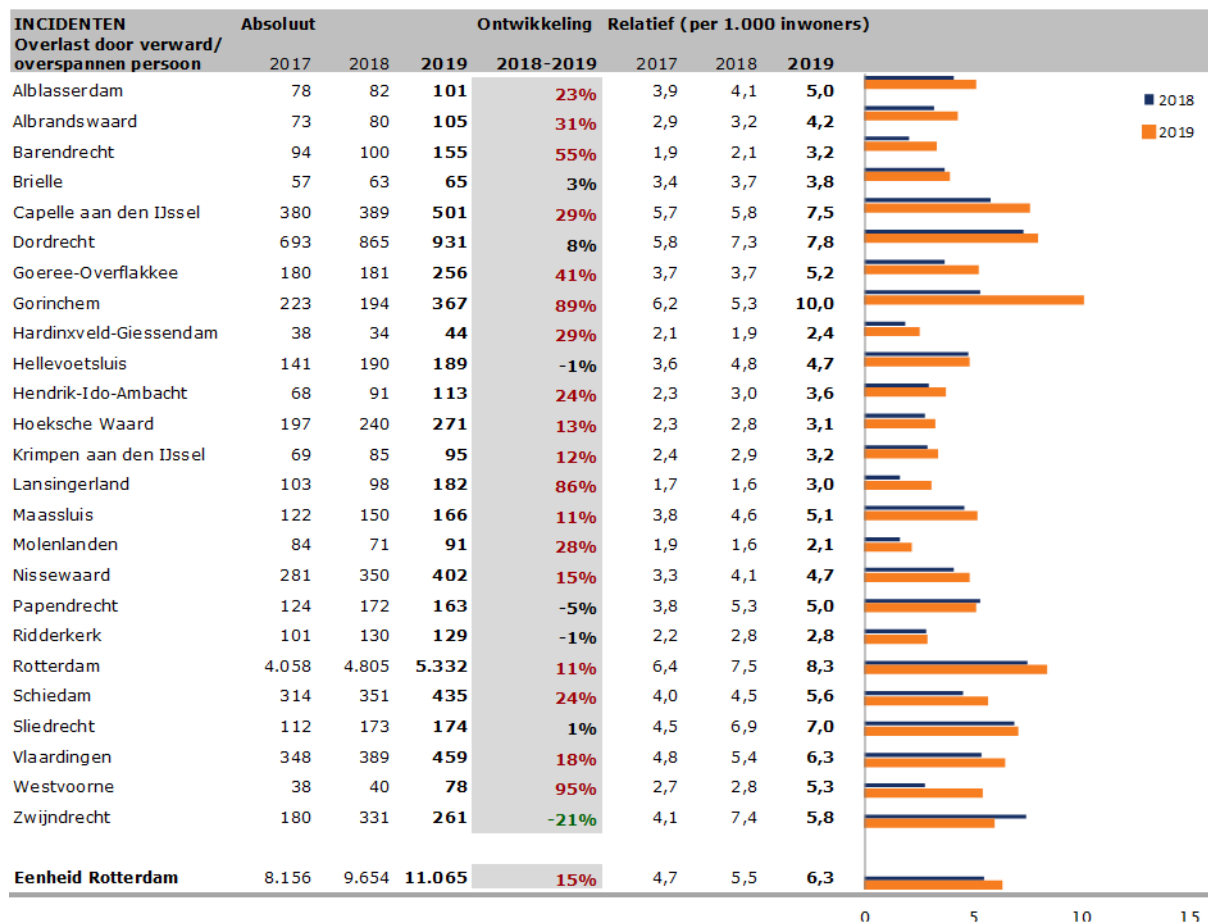 INCIDENTEN Absoluut Ontwikkeling Relatief (per 1.000 inwoners)
Overlast door verward/
overspannen persoon 2017 2018 2019 2018-2019 2017 2018 2019
Alblasserdam 78 82 101 23% 3,9 4,1 5,0
2018
Albrandswaard 73 80 105 31% 2,9 3,2 4,2
2019
Barendrecht 94 100 155 55% 1,9 2,1 3,2
Brielle 57 63 65 3% 3,4 3,7 3,8
Capelle aan den IJssel 380 389 501 29% 5,7 5,8 7,5
Dordrecht 693 865 931 8% 5,8 7,3 7,8
Goeree-Overflakkee 180 181 256 41% 3,7 3,7 5,2
Gorinchem 223 194 367 89% 6,2 5,3 10,0
Hardinxveld-Giessendam 38 34 44 29% 2,1 1,9 2,4
Hellevoetsluis 141 190 189 -1% 3,6 4,8 4,7
Hendrik-Ido-Ambacht 68 91 113 24% 2,3 3,0 3,6
Hoeksche Waard 197 240 271 13% 2,3 2,8 3,1
Krimpen aan den IJssel 69 85 95 12% 2,4 2,9 3,2
Lansingerland 103 98 182 86% 1,7 1,6 3,0
Maassluis 122 150 166 11% 3,8 4,6 5,1
Molenlanden 84 71 91 28% 1,9 1,6 2,1
Nissewaard 281 350 402 15% 3,3 4,1 4,7
Papendrecht 124 172 163 -5% 3,8 5,3 5,0
Ridderkerk 101 130 129 -1% 2,2 2,8 2,8
Rotterdam 4.058 4.805 5.332 11% 6,4 7,5 8,3
Schiedam 314 351 435 24% 4,0 4,5 5,6
Sliedrecht 112 173 174 1% 4,5 6,9 7,0
Vlaardingen 348 389 459 18% 4,8 5,4 6,3
Westvoorne 38 40 78 95% 2,7 2,8 5,3
Zwijndrecht 180 331 261 -21% 4,1 7,4 5,8
Eenheid Rotterdam 8.156 9.654 11.065 15% 4,7 5,5 6,3
0 5 10 15